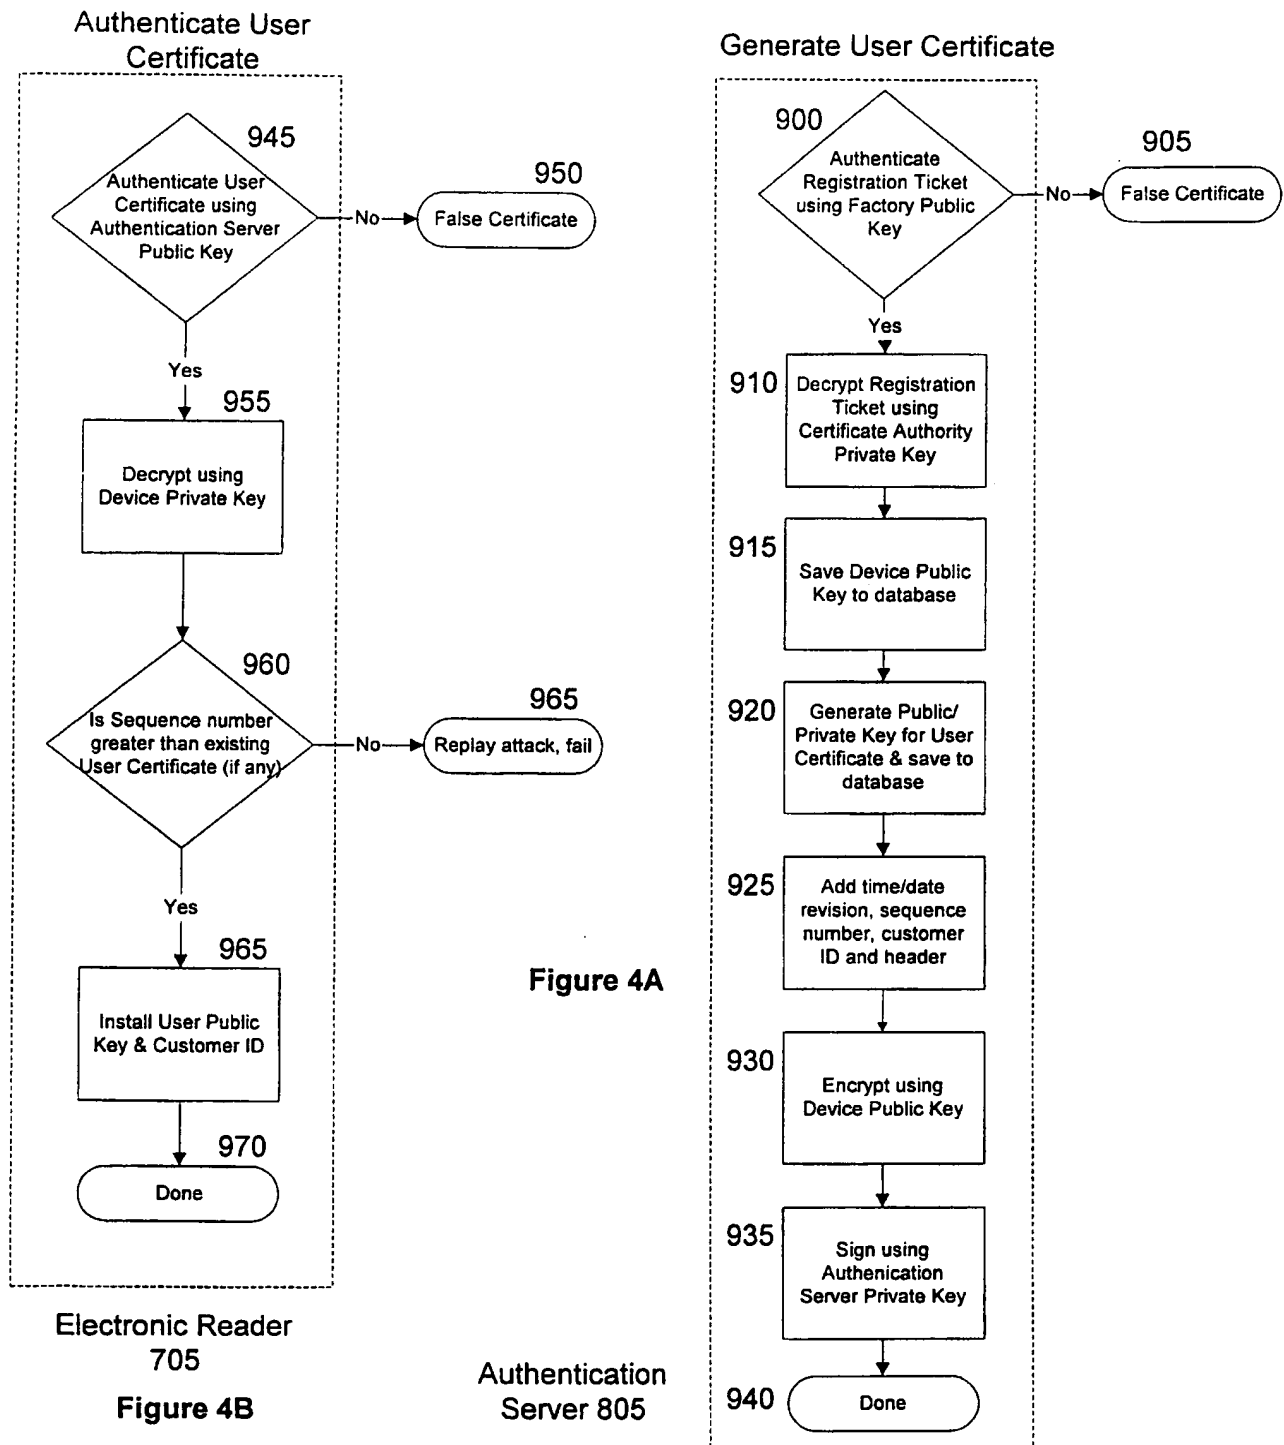 Authenticate User
Certificate
945
Authenticate User
Certificate using
Authentication Server
Public Key
No
950
False Certificate
Yes
955
Decrypt using
Device Private Key
960
Is Sequence number
greater than existing
User Certificate (if any)
No
965
Replay attack, fail
Yes
965
Install User Public
Key & Customer ID
970
Done
Electronic Reader
705
Figure 4B
Generate User Certificate
900
Authenticate
Registration Ticket
using Factory Public
Key
No
905
False Certificate
Yes
910
Decrypt Registration
Ticket using
Certificate Authority
Private Key
915
Save Device Public
Key to database
920
Generate Public/
Private Key for User
Certificate & save to
database
925
Add time/date
revision, sequence
number, customer
ID and header
Figure 4A
930
Encrypt using
Device Public Key
935
Sign using
Authenication
Server Private Key
940
Done
Authentication
Server 805